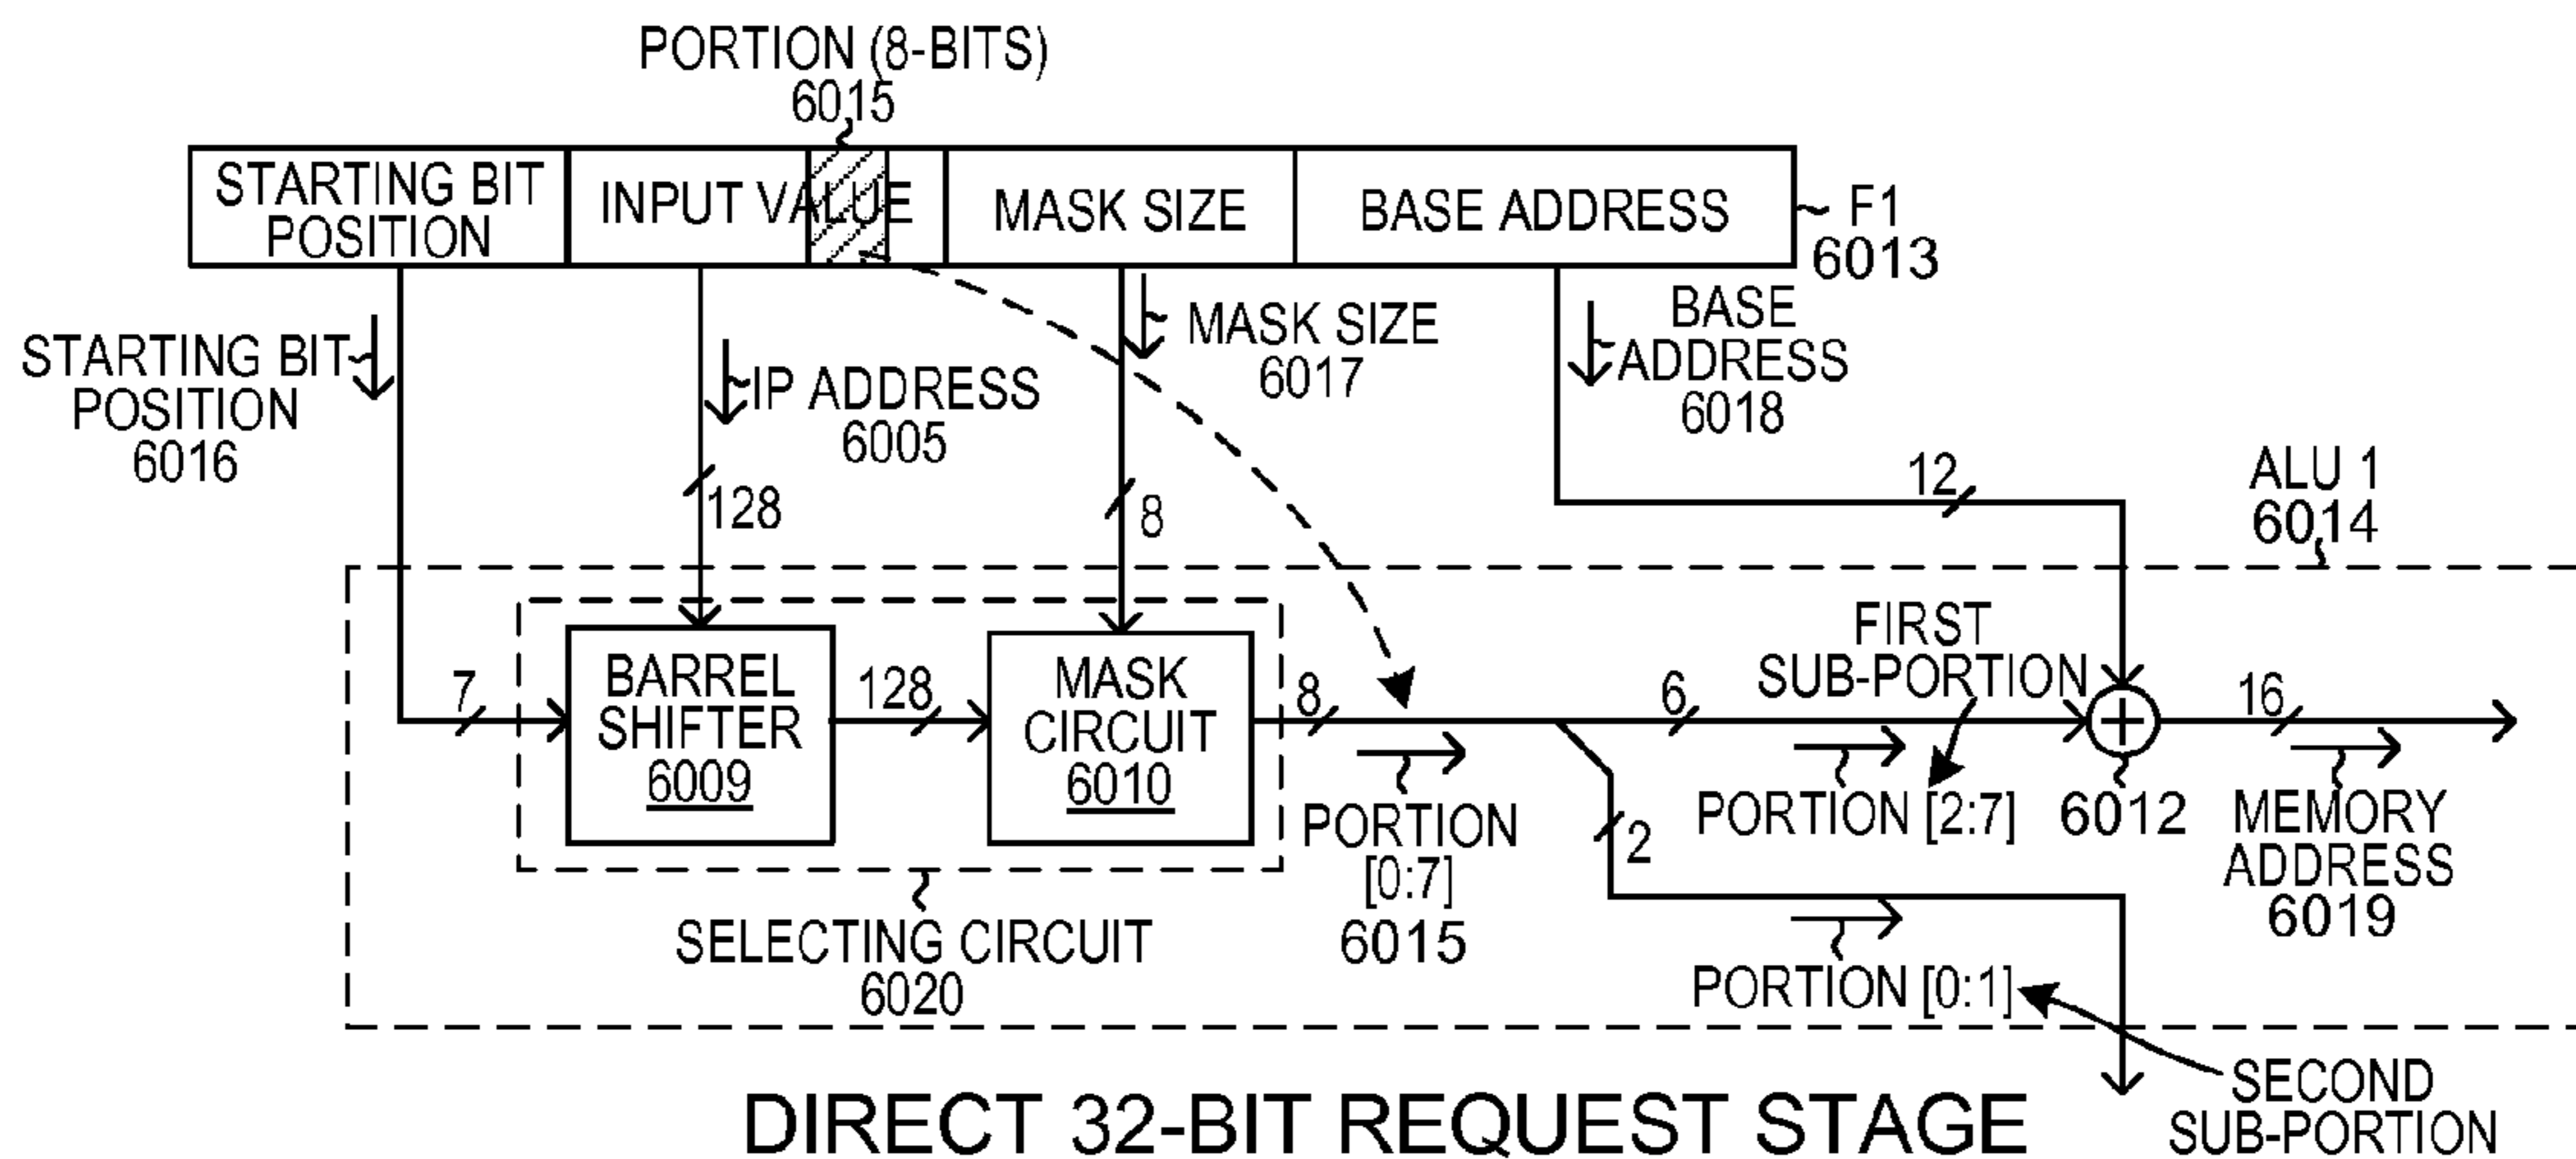 PORTION (8-BITS)
6015
STARTING BIT
POSITION
INPUT VALUE
MASK SIZE
BASE ADDRESS
F1
6013
STARTING BIT
POSITION
6016
IP ADDRESS
6005
MASK SIZE
6017
BASE
ADDRESS
6018
128
8
12
ALU 1
6014
7
BARREL
SHIFTER
6009
128
MASK
CIRCUIT
6010
8
PORTION
[0:7]
6015
6
FIRST
SUB-PORTION
PORTION [2:7]
6012
16
MEMORY
ADDRESS
6019
2
PORTION [0:1]
SELECTING CIRCUIT
6020
SECOND
SUB-PORTION
DIRECT 32-BIT REQUEST STAGE